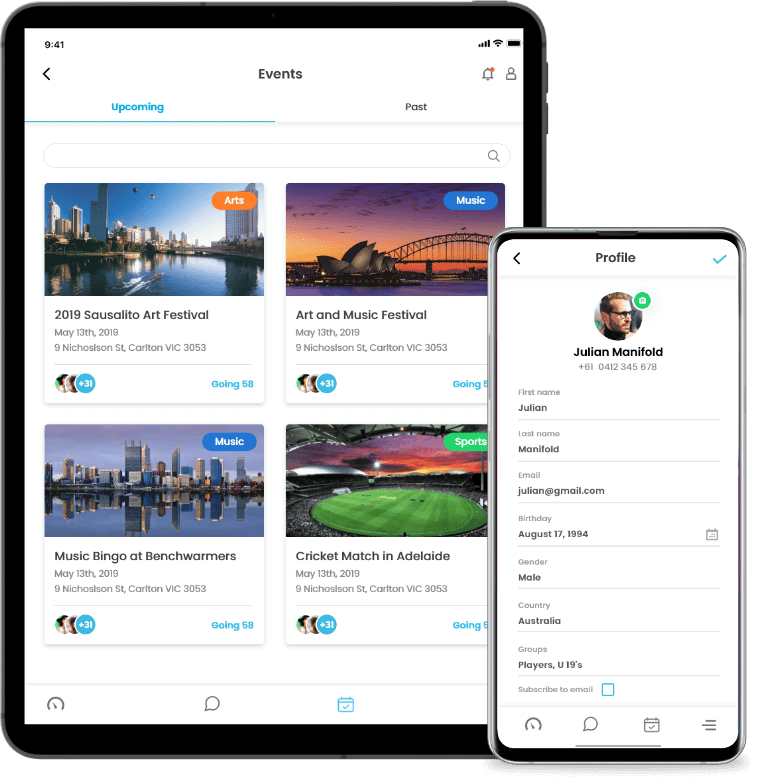 9:41
Events
Upcoming
Past
Arts
Music
2019 Sausalito Art Festival
May 13th, 2019
9 Nichoslson St, Carlton VIC 3053
+31
Going 58
Art and Music Festival
May 13th, 2019
9 Nichoslson St, Carlton VIC 3053
+31
Going 5
Music
Sports
Music Bingo at Benchwarmers
May 13th, 2019
9 Nichoslson St, Carlton VIC 3053
+31
Going 58
Cricket Match in Adelaide
May 13th, 2019
9 Nichoslson St, Carlton VIC 3053
+31
Going 5
Profile
Julian Manifold
+61 0412 345 678
First name
Julian
Last name
Manifold
Email
julian@gmail.com
Birthday
August 17, 1994
Gender
Male
Country
Australia
Groups
Players, U 19's
Subscribe to email